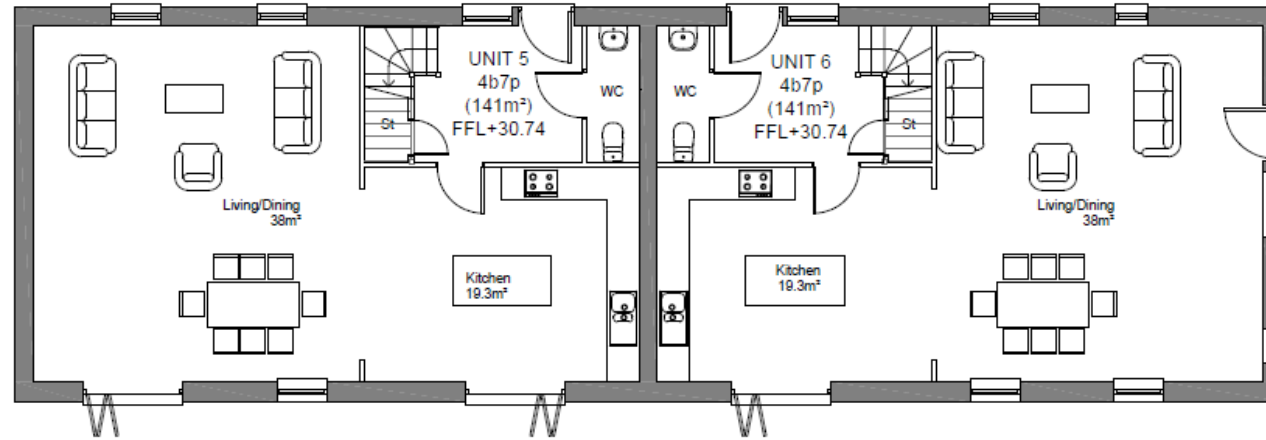 UNIT 5
4b7p
(141m²)
FFL+30.74
WC
St
Living/Dining
38m²
Kitchen
19.3m²
WC
UNIT 6
4b7p
(141m²)
FFL+30.74
St
Kitchen
19.3m²
Living/Dining
38m²